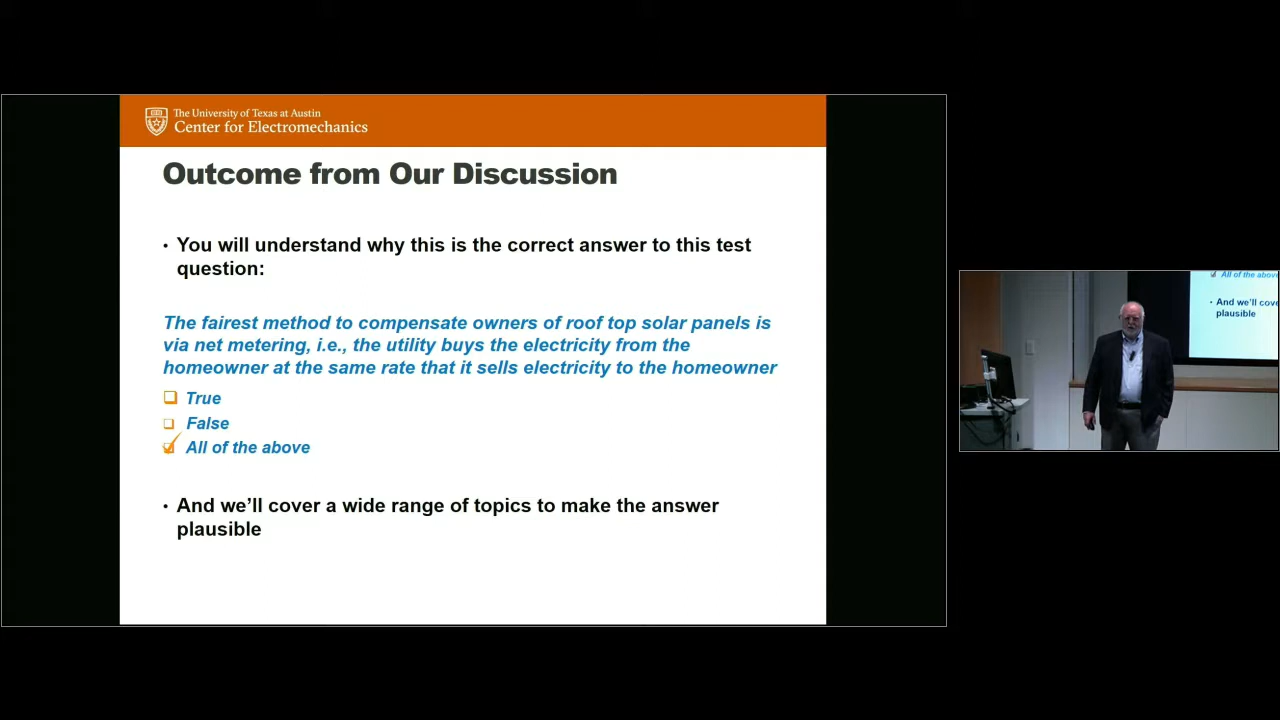 The University of Texas at Austin
Center for Electromechanics
Outcome from Our Discussion
• You will understand why this is the correct answer to this test
question:
The fairest method to compensate owners of roof top solar panels is
via net metering, i.e., the utility buys the electricity from the
homeowner at the same rate that it sells electricity to the homeowner
True
False
All of the above
• And we’ll cover a wide range of topics to make the answer
plausible
All of the above
• And we'll cove
plausible